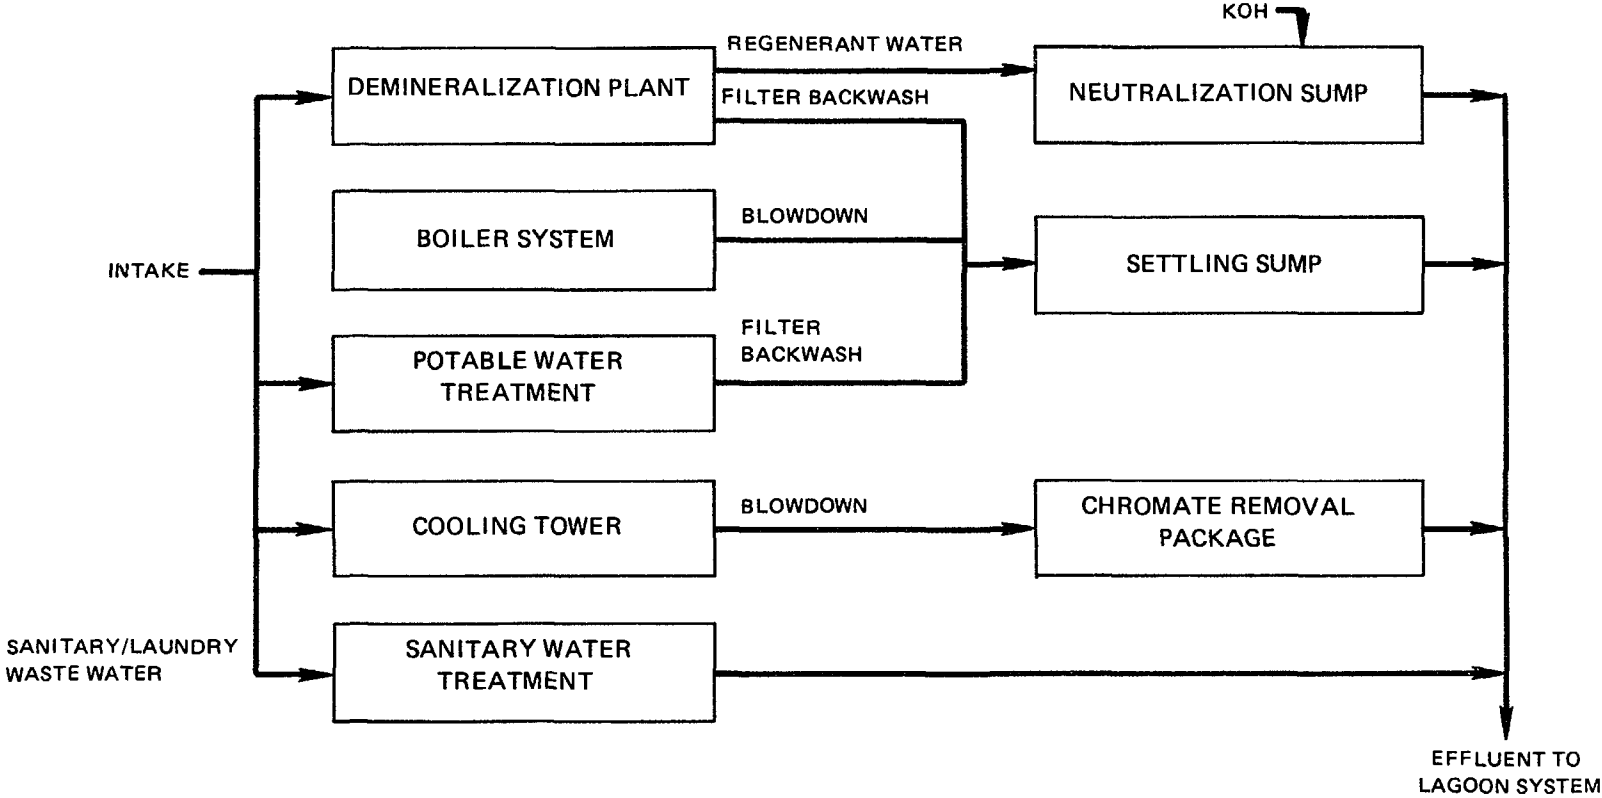 KOH
REGENERANT WATER
DEMINERALIZATION PLANT
FILTER BACKWASH
NEUTRALIZATION SUMP
BLOWDOWN
BOILER SYSTEM
INTAKE
SETTLING SUMP
FILTER
BACKWASH
POTABLE WATER
TREATMENT
BLOWDOWN
COOLING TOWER
CHROMATE REMOVAL
PACKAGE
SANITARY/LAUNDRY
WASTE WATER
SANITARY WATER
TREATMENT
EFFLUENT TO
LAGOON SYSTEM